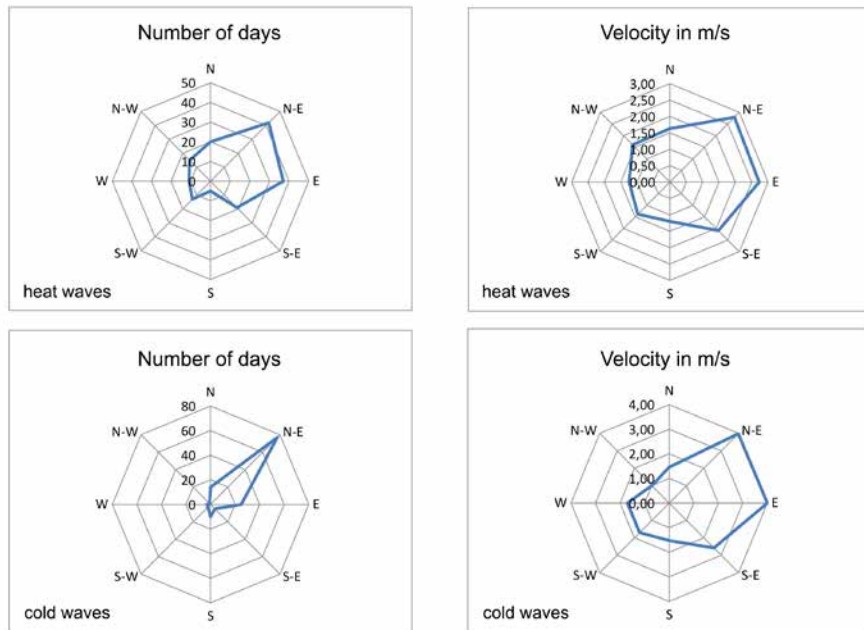 Number of days
N
50
N-W
40
N-E
30
20
10
W
0
E
S-W
S-E
S
heat waves
Velocity in m/s
N
3,00
N-W
2,50
N-E
2,00
1,50
1,00
0,50
W
0,00
E
S-W
S-E
S
heat waves
Number of days
N
80
N-W
60
N-E
40
20
W
0
E
S-W
S-E
S
cold waves
Velocity in m/s
N
4,00
N-W
3,00
N-E
2,00
1,00
W
0,00
E
S-W
S-E
S
cold waves